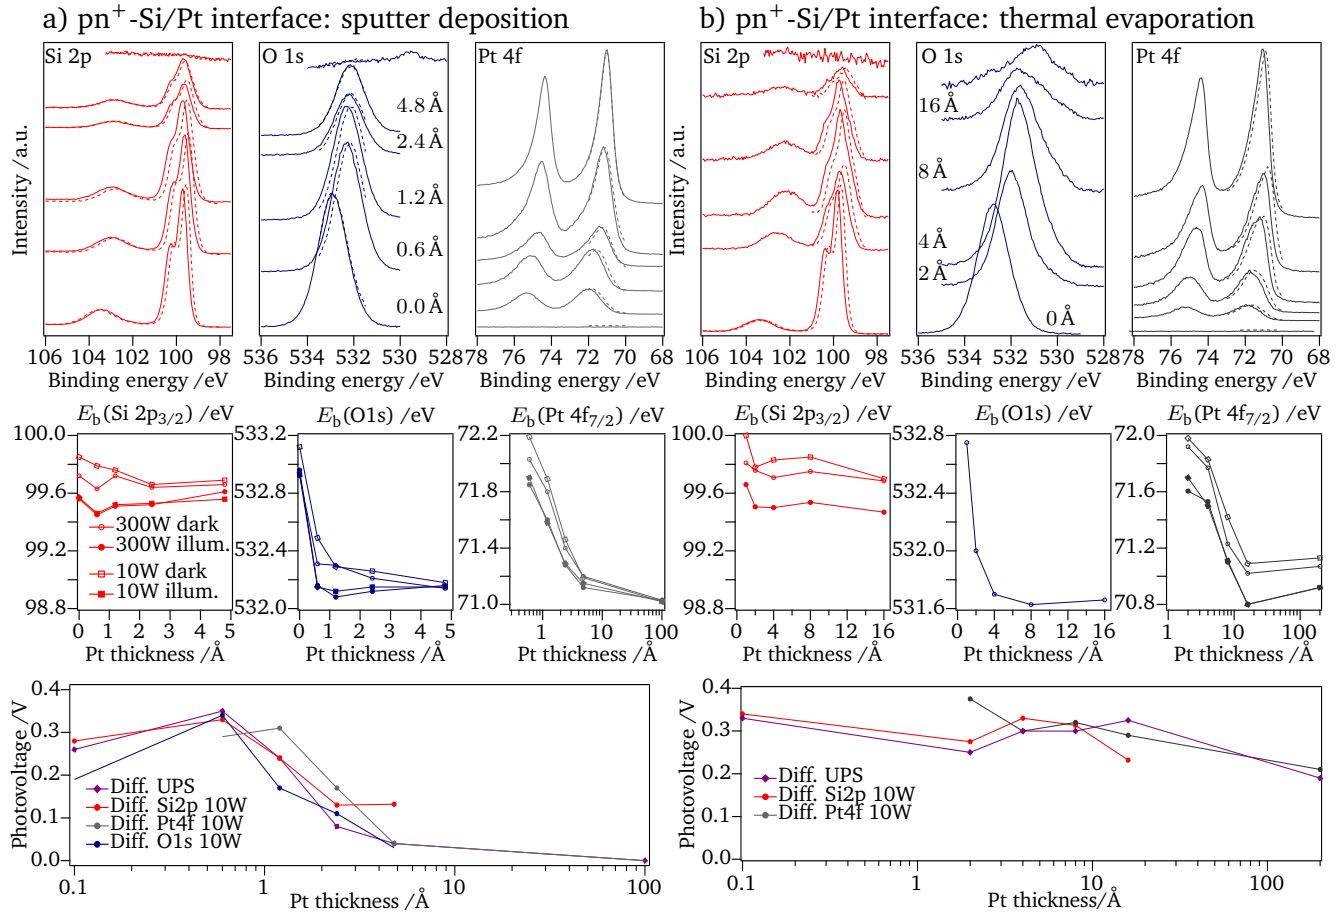 a) pn⁺-Si/Pt interface: sputter deposition
b) pn⁺-Si/Pt interface: thermal evaporation
Si 2p
O 1s
Pt 4f
Si 2p
O 1s
Pt 4f
Intensity / a.u.
4.8 Å
2.4 Å
1.2 Å
0.6 Å
0.0 Å
Intensity / a.u.
16 Å
8 Å
4 Å
2 Å
0 Å
106 104 102 100 98
536 534 532 530 528
78 76 74 72 70 68
106 104 102 100 98
536 534 532 530 528
78 76 74 72 70 68
Binding energy /eV
Binding energy /eV
Binding energy /eV
Binding energy /eV
Binding energy /eV
Binding energy /eV
E_b(Si 2p3/2) /eV
E_b(O1s) /eV
E_b(Pt 4f7/2) /eV
E_b(Si 2p3/2) /eV
E_b(O1s) /eV
E_b(Pt 4f7/2) /eV
100.0
99.6
99.2
98.8
300W dark
300W illum.
10W dark
10W illum.
533.2
532.8
532.4
532.0
72.2
71.8
71.4
71.0
100.0
99.6
99.2
98.8
532.8
532.4
532.0
531.6
72.0
71.6
71.2
70.8
0 1 2 3 4 5
0 1 2 3 4 5
1 10 100
0 4 8 12 16
0 4 8 12 16
1 10 100
Pt thickness /Å
Pt thickness /Å
Pt thickness /Å
Pt thickness /Å
Pt thickness /Å
Pt thickness /Å
Photovoltage /V
0.4
0.3
0.2
0.1
0.0
Diff. UPS
Diff. Si2p 10W
Diff. Pt4f 10W
Diff. O1s 10W
0.1 1 10 100
Pt thickness /Å
Photovoltage /V
0.4
0.3
0.2
0.1
0.0
Diff. UPS
Diff. Si2p 10W
Diff. Pt4f 10W
0.1 1 10 100
Pt thickness/Å